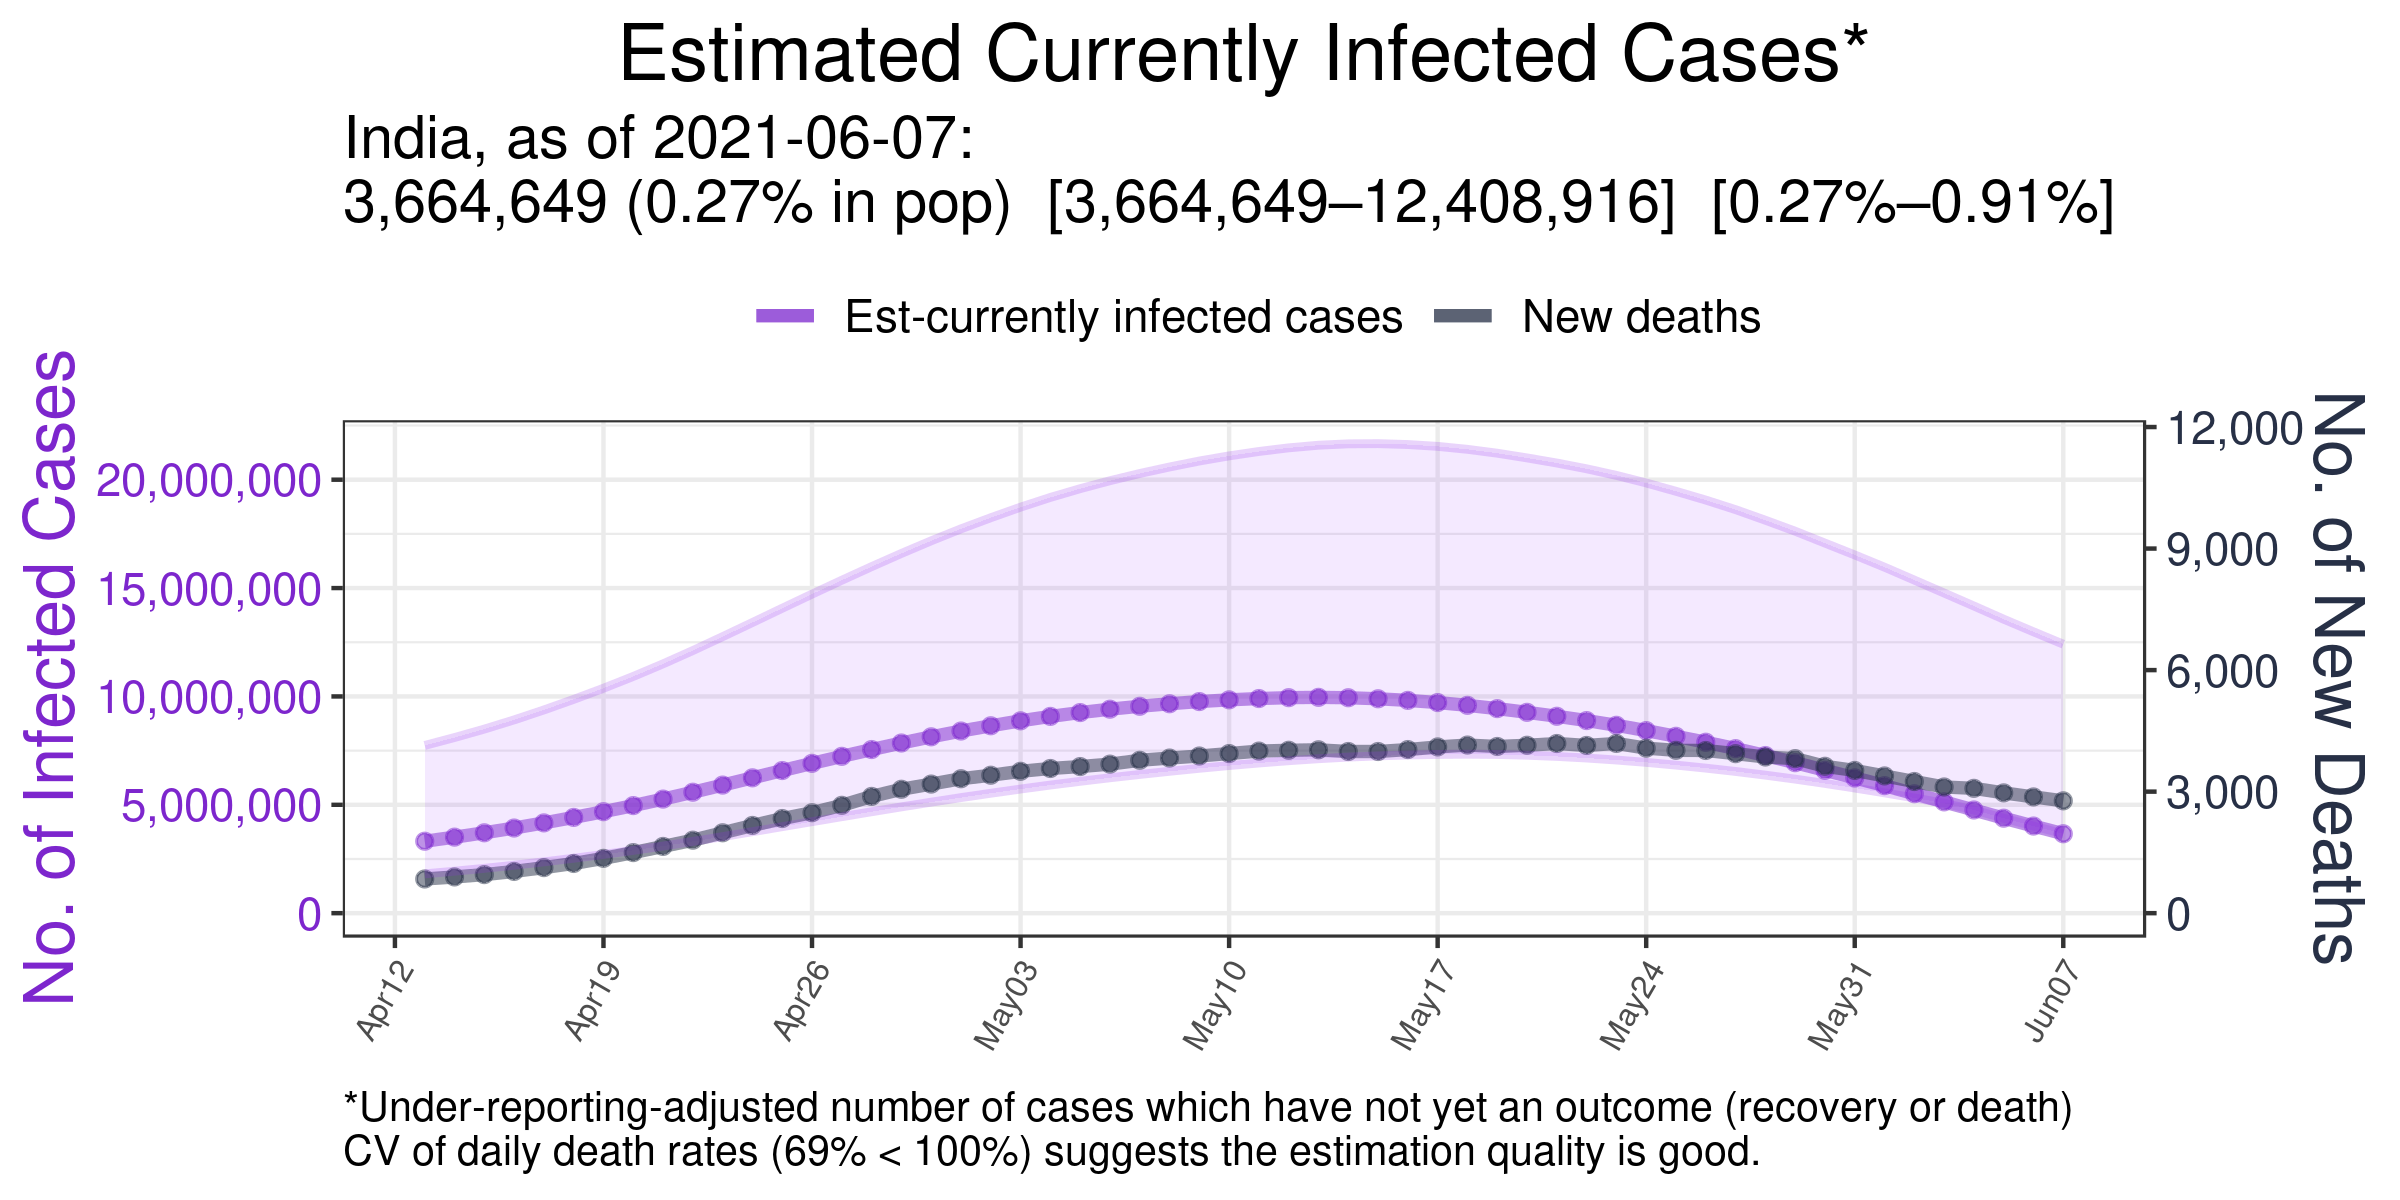 Estimated Currently Infected Cases*
India, as of 2021-06-07:
3,664,649 (0.27% in pop) [3,664,649–12,408,916] [0.27%–0.91%]
Est-currently infected cases
New deaths
No. of Infected Cases
20,000,000
15,000,000
10,000,000
5,000,000
0
12,000
9,000
6,000
3,000
0
No. of New Deaths
Apr12
Apr19
Apr26
May03
May10
May17
May24
May31
Jun07
*Under-reporting-adjusted number of cases which have not yet an outcome (recovery or death)
CV of daily death rates (69% < 100%) suggests the estimation quality is good.